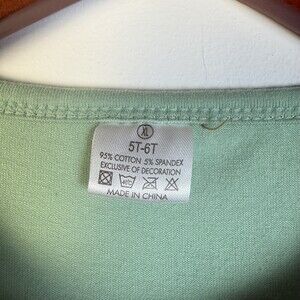 XL
5T-6T
95% COTTON 5% SPANDEX
EXCLUSIVE OF DECORATION
MADE IN CHINA